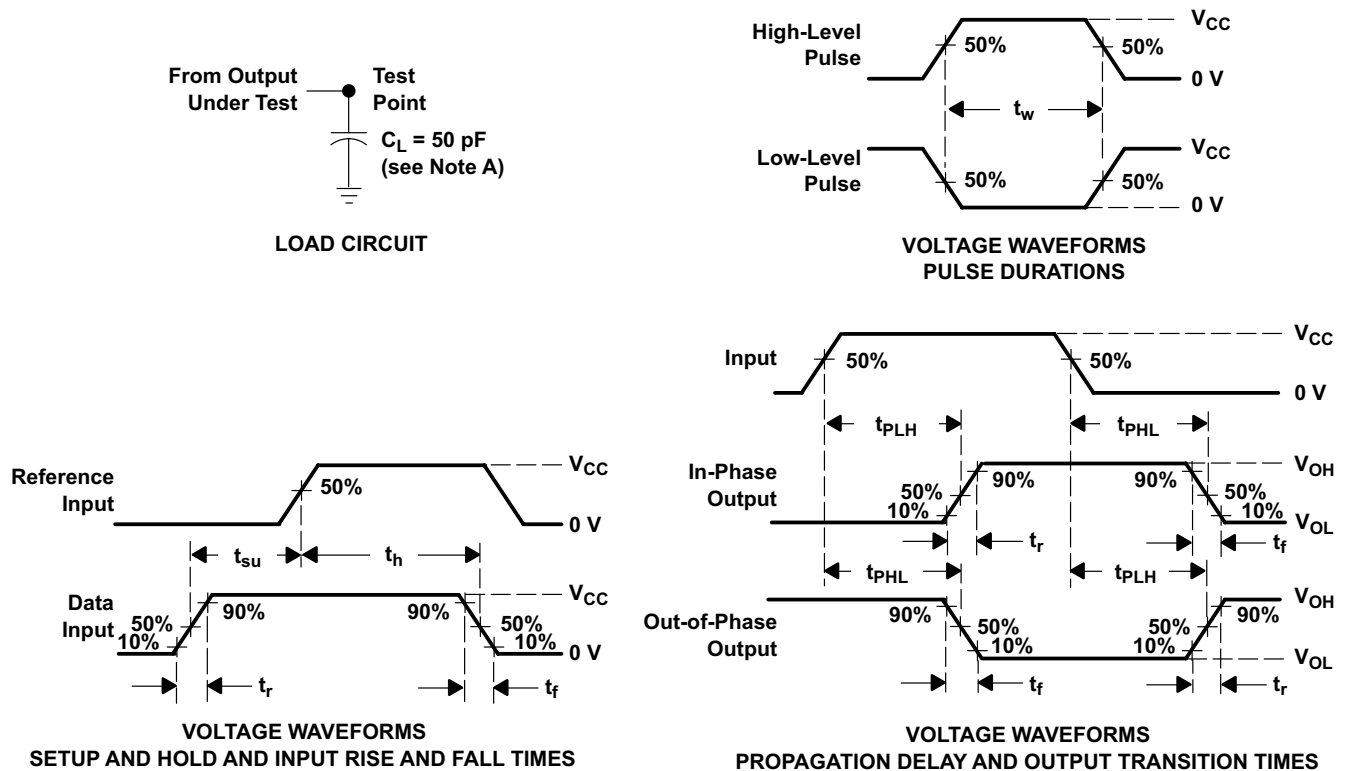 From Output
Under Test
Test
Point
C_L = 50 pF
(see Note A)
LOAD CIRCUIT
High-Level
Pulse
50%
50%
V_CC
0 V
t_w
Low-Level
Pulse
50%
50%
V_CC
0 V
VOLTAGE WAVEFORMS
PULSE DURATIONS
Reference
Input
50%
V_CC
0 V
t_su
t_h
Data
Input
50%
10%
90%
90%
50%
10%
V_CC
0 V
t_r
t_f
VOLTAGE WAVEFORMS
SETUP AND HOLD AND INPUT RISE AND FALL TIMES
Input
50%
50%
V_CC
0 V
t_PLH
t_PHL
In-Phase
Output
50%
10%
90%
90%
50%
10%
V_OH
V_OL
t_r
t_f
t_PHL
t_PLH
Out-of-Phase
Output
90%
50%
10%
50%
10%
90%
V_OH
V_OL
t_f
t_r
VOLTAGE WAVEFORMS
PROPAGATION DELAY AND OUTPUT TRANSITION TIMES